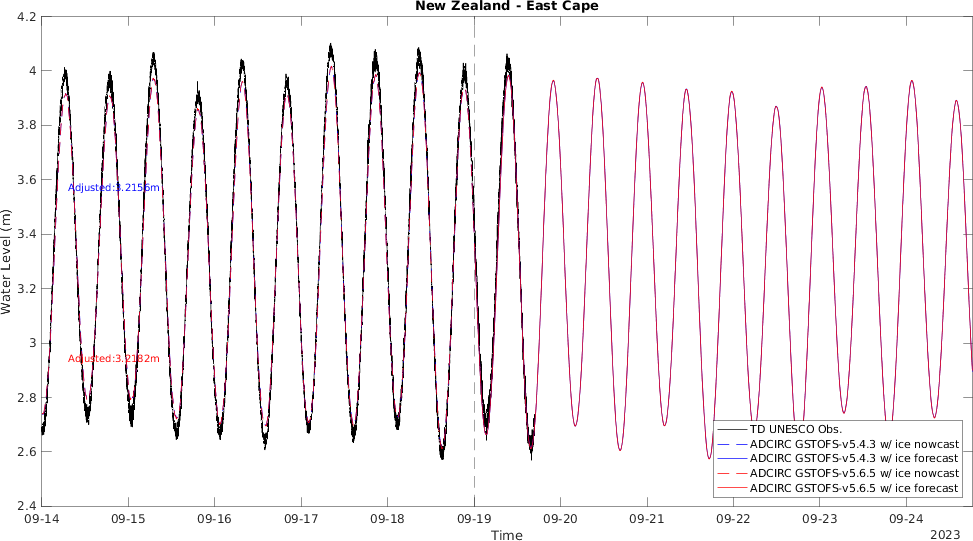 New Zealand - East Cape
4.2
4
3.8
3.6
3.4
3.2
3
2.8
2.6
2.4
Water Level (m)
Adjusted:3.2156m
Adjusted:3.2182m
TD UNESCO Obs.
ADCIRC GSTOFS-v5.4.3 w/ ice nowcast
ADCIRC GSTOFS-v5.4.3 w/ ice forecast
ADCIRC GSTOFS-v5.6.5 w/ ice nowcast
ADCIRC GSTOFS-v5.6.5 w/ ice forecast
09-14 09-15 09-16 09-17 09-18 09-19 09-20 09-21 09-22 09-23 09-24
Time
2023